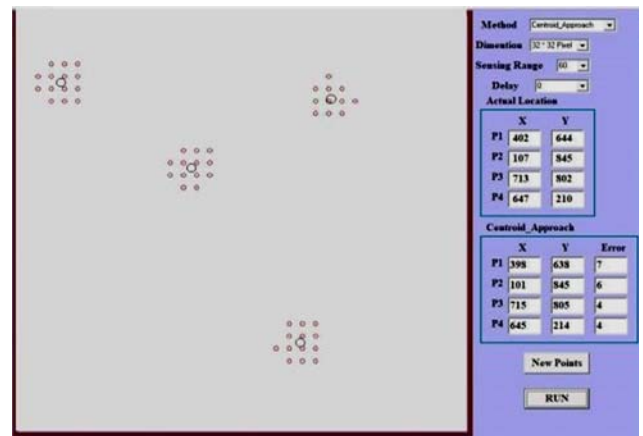 Method Centroid_Approach
Dimention 32 * 32 Pixel
Sensing Range 60
Delay 0
Actual Location
X Y
P1 402 644
P2 107 845
P3 713 802
P4 647 210
Centroid_Approach
X Y Error
P1 398 638 7
P2 101 845 6
P3 715 805 4
P4 645 214 4
New Points
RUN